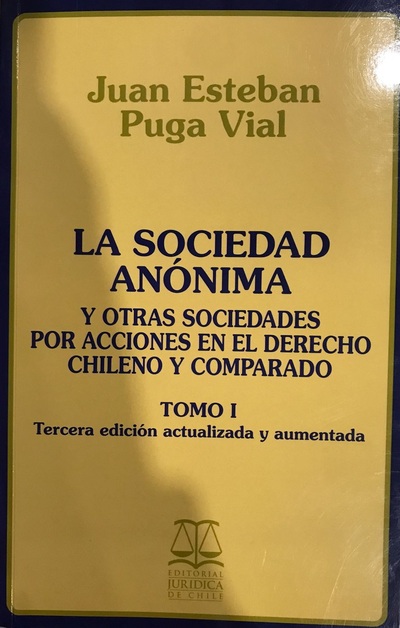 Juan Esteban
Puga Vial
LA SOCIEDAD
ANÓNIMA
Y OTRAS SOCIEDADES
POR ACCIONES EN EL DERECHO
CHILENO Y COMPARADO
TOMO I
Tercera edición actualizada y aumentada
EDITORIAL
JURIDICA
DE CHILE